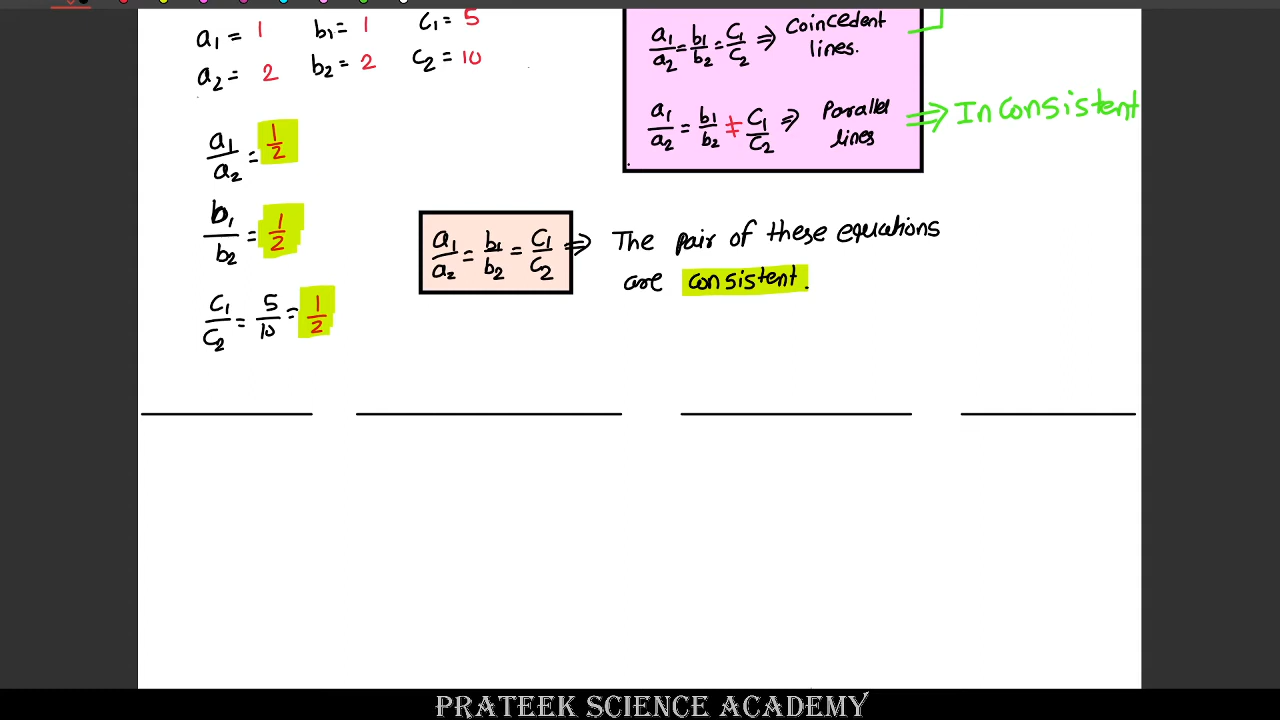 a₁ = 1 b₁ = 1 c₁ = 5
a₂ = 2 b₂ = 2 c₂ = 10
a₁/a₂ = 1/2
b₁/b₂ = 1/2
c₁/c₂ = 5/10 = 1/2
a₁/a₂ = b₁/b₂ = c₁/c₂ ⇒ Coincedent
lines.
a₁/a₂ = b₁/b₂ ≠ c₁/c₂ ⇒ Parallel
lines
⇒ Inconsistent
a₁/a₂ = b₁/b₂ = c₁/c₂ ⇒ The pair of these equations
are consistent.
PRATEEK SCIENCE ACADEMY